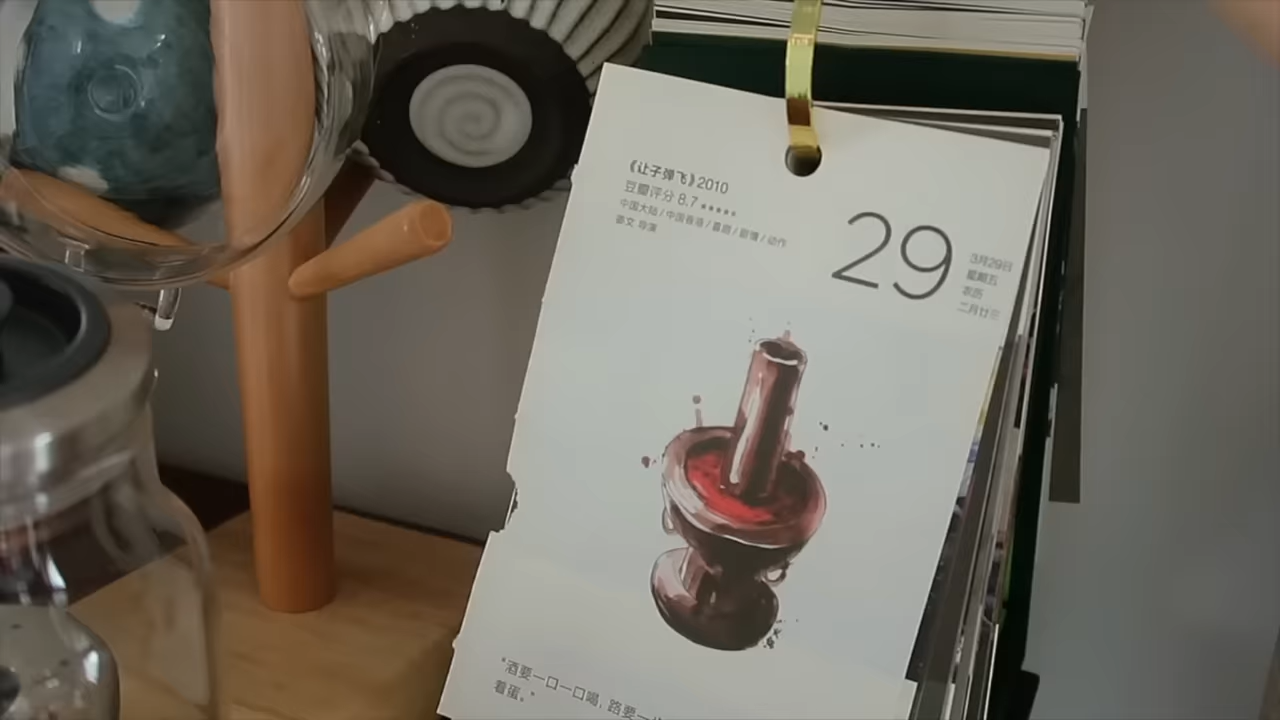 《让子弹飞》2010
豆瓣评分 8.7 ★★★★★
中国大陆 / 中国香港 / 喜剧 / 剧情 / 动作
姜文 导演
29
3月29日
星期五
农历
二月廿
“酒要一口一口喝, 路要一
着蛋。”